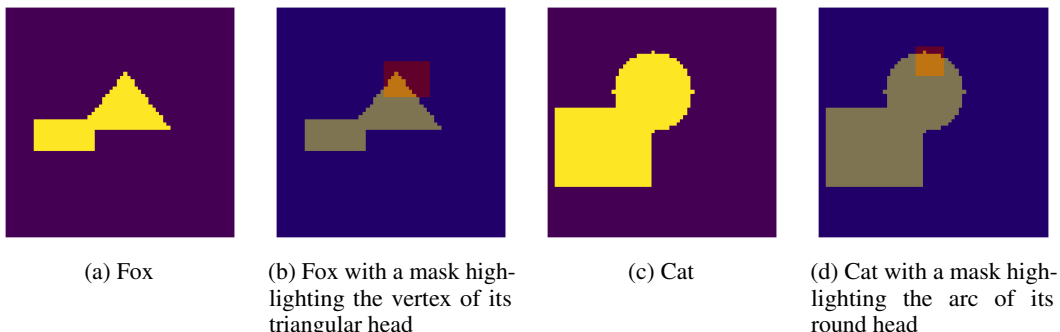 (a) Fox
(b) Fox with a mask high-
lighting the vertex of its
triangular head
(c) Cat
(d) Cat with a mask high-
lighting the arc of its
round head